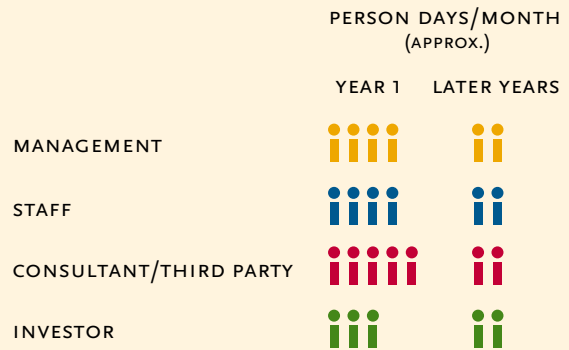 PERSON DAYS/MONTH
(APPROX.)
YEAR 1 LATER YEARS
MANAGEMENT
STAFF
CONSULTANT/THIRD PARTY
INVESTOR